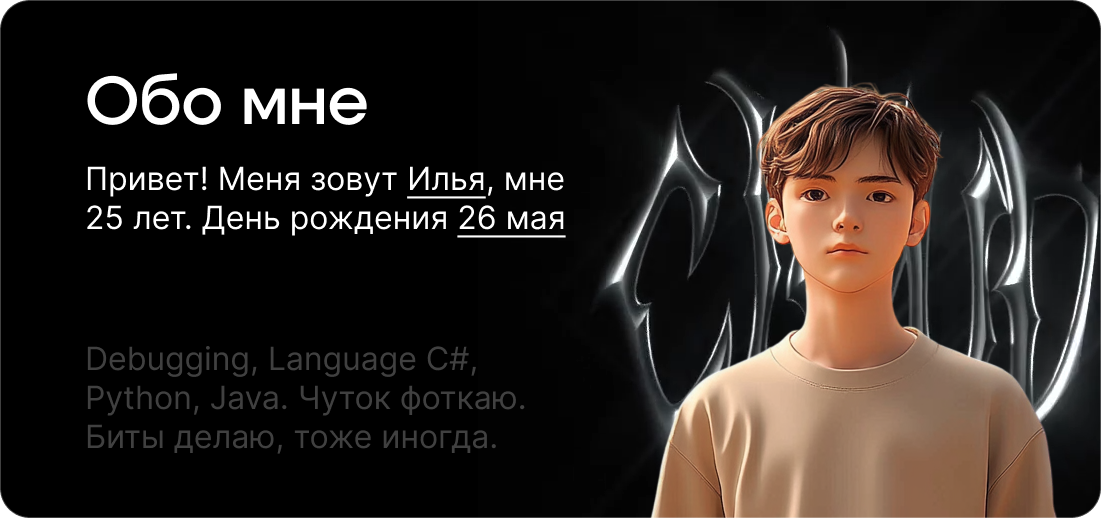 Обо мне
Привет! Меня зовут Илья, мне
25 лет. День рождения 26 мая
Debugging, Language C#,
Python, Java. Чуток фоткаю.
Биты делаю, тоже иногда.